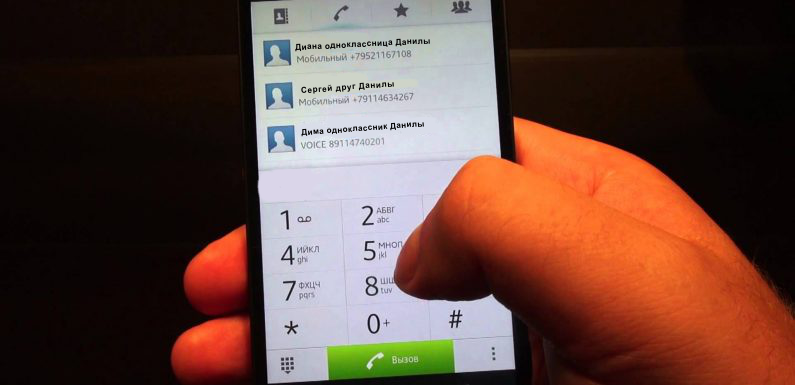 Диана одноклассница Данилы
Мобильный +79521167108
Сергей друг Данилы
Мобильный +79114634267
Дима одноклассник Данилы
VOICE 89114740201
1
2 АБВГ
abc
4 ИЙКЛ
ghi
5 МНОП
jkl
7 ФХЦЧ
pqrs
8
tuv
*
0 +
#
Вызов